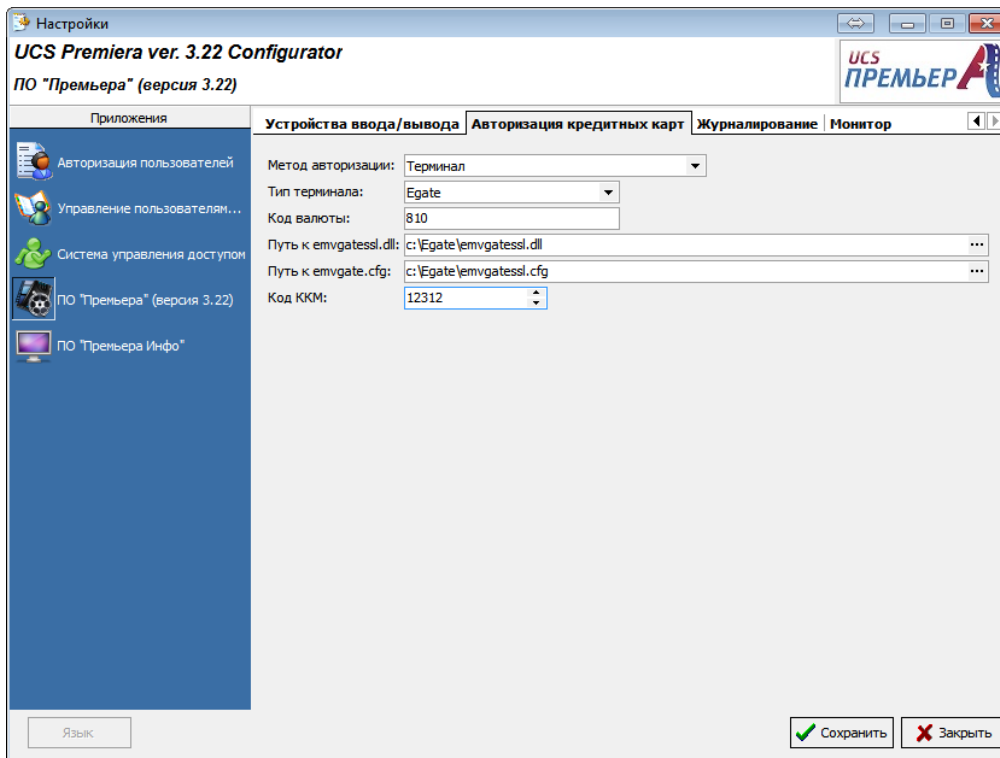 Настройки
UCS Premiera ver. 3.22 Configurator
ПО "Премьера" (версия 3.22)
UCS
ПРЕМЬЕРА
Приложения
Авторизация пользователей
Управление пользователям...
Система управления доступом
ПО "Премьера" (версия 3.22)
ПО "Премьера Инфо"
Устройства ввода/вывода Авторизация кредитных карт Журналирование Монитор
Метод авторизации: Терминал
Тип терминала: Egate
Код валюты: 810
Путь к emvgatessl.dll: c:\Egate\emvgatessl.dll ...
Путь к emvgate.cfg: c:\Egate\emvgatessl.cfg ...
Код ККМ: 12312
Язык
Сохранить
Закрыть